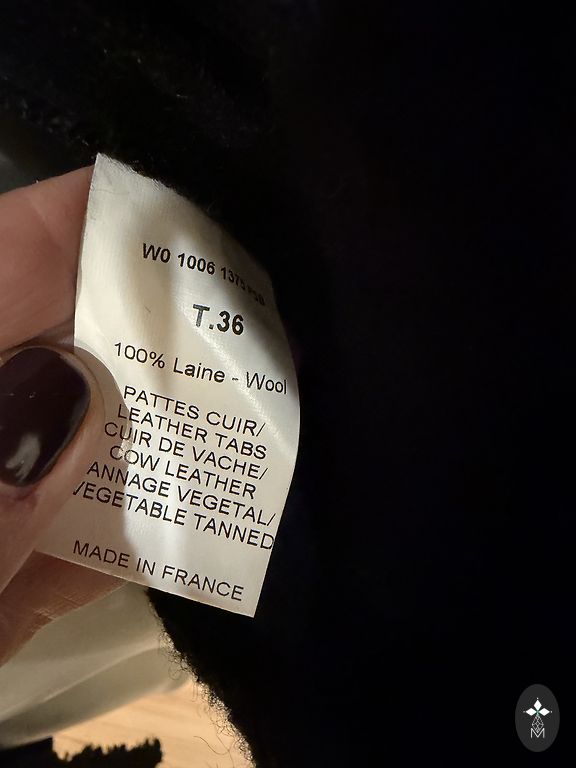 W0 1006
T.36
100% Laine - Wool
PATTES CUIR/
LEATHER TABS
CUIR DE VACHE/
COW LEATHER
ANNAGE VEGETAL/
VEGETABLE TANNED
MADE IN FRANCE
M